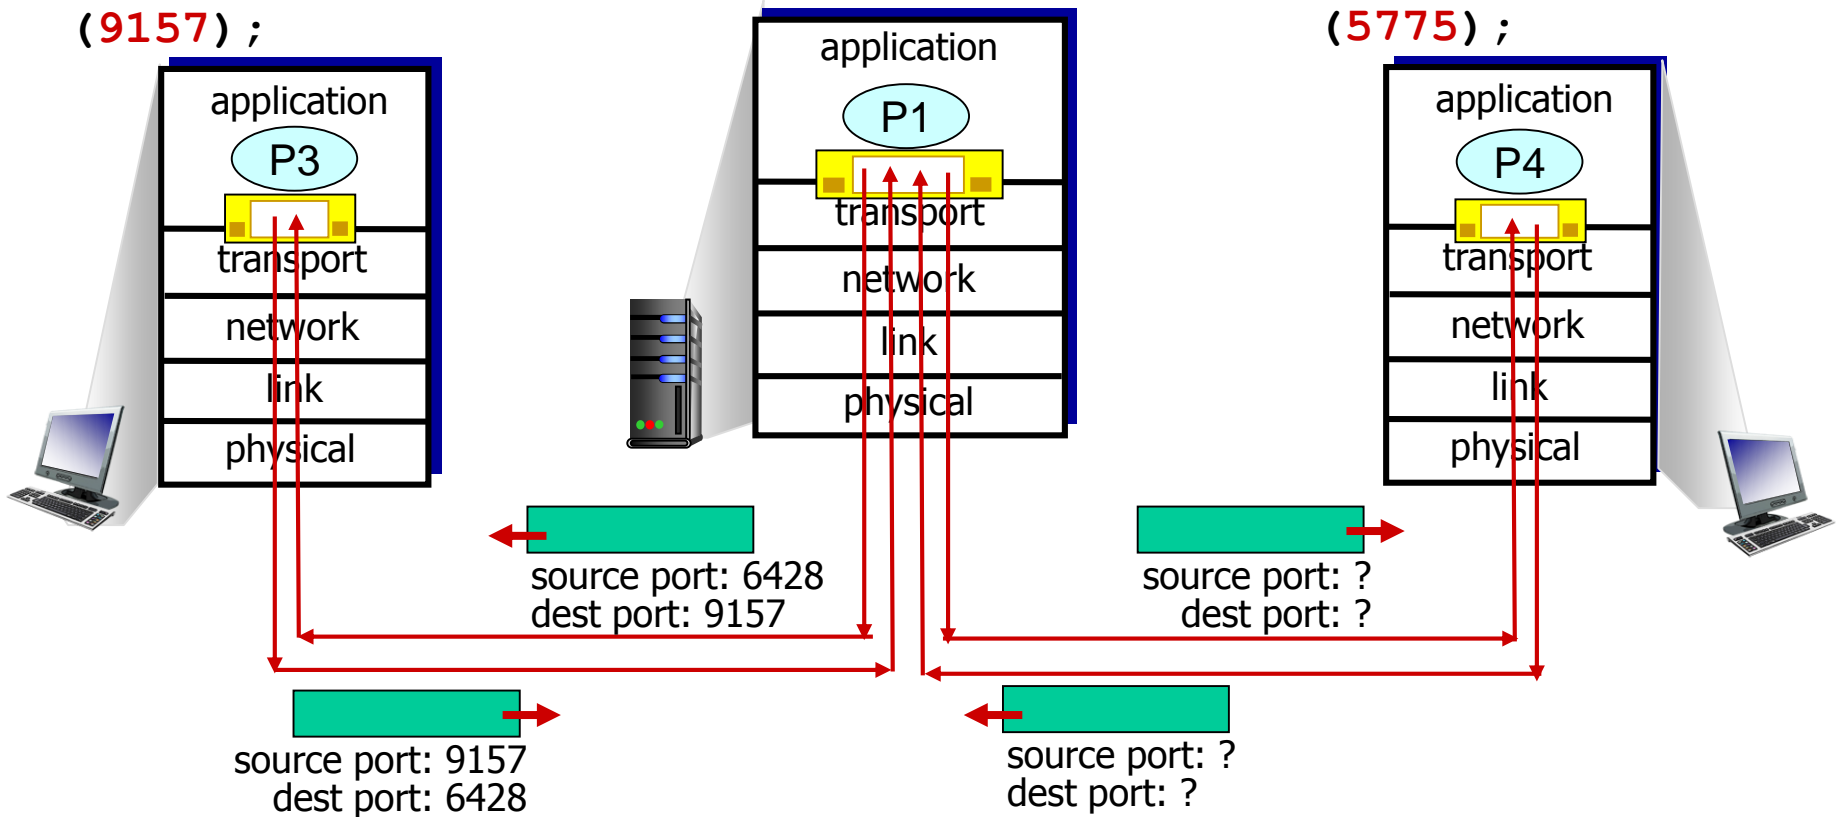 (9157);
application
P3
transport
network
link
physical
application
P1
transport
network
link
physical
(5775);
application
P4
transport
network
link
physical
source port: 6428
dest port: 9157
source port: ?
dest port: ?
source port: 9157
dest port: 6428
source port: ?
dest port: ?